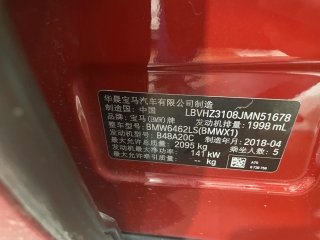 华晨宝马汽车有限公司制造
制造国：中国 LBVHZ3108JMN51678
品牌：宝马(BMW)牌 发动机排量：1998 mL
整车型号：BMW6462LS(BMWX1)
发动机型号：B48A20C 制造年月：2018-04
最大允许总质量：2095 kg 乘坐人数：5
发动机最大净功率：141 kW
-- kg